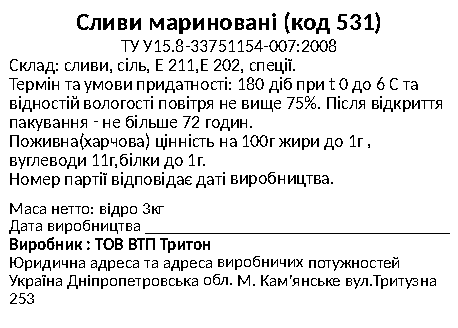 Сливи мариновані (код 531)
ТУ У15.8-33751154-007:2008
Склад: сливи, сіль, Е 211,Е 202, спеції.
Термін та умови придатності: 180 діб при t 0 до 6 С та
відностій вологості повітря не вище 75%. Після відкриття
пакування - не більше 72 годин.
Поживна(харчова) цінність на 100г жири до 1г ,
вуглеводи 11г,білки до 1г.
Номер партії відповідає даті виробництва.
Маса нетто: відро 3кг
Дата виробництва ___________________________________
Виробник : ТОВ ВТП Тритон
Юридична адреса та адреса виробничих потужностей
Україна Дніпропетровська обл. М. Кам'янське вул.Тритузна
253